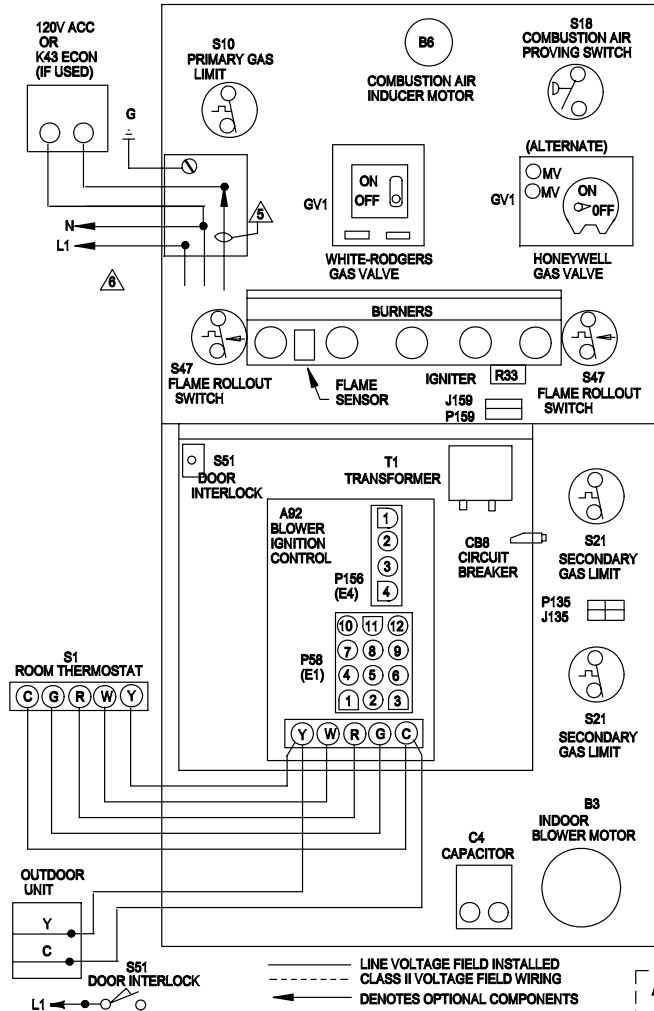 120V ACC
OR
K43 ECON
(IF USED)
S10
PRIMARY GAS
LIMIT
B6
COMBUSTION AIR
INDUCER MOTOR
S18
COMBUSTION AIR
PROVING SWITCH
G
(ALTERNATE)
ON
OFF
GV1
MV
MV
ON
OFF
GV1
5
N
L1
6
WHITE-RODGERS
GAS VALVE
HONEYWELL
GAS VALVE
BURNERS
S47
FLAME ROLLOUT
SWITCH
FLAME
SENSOR
IGNITER
R33
J159
P159
S47
FLAME ROLLOUT
SWITCH
S51
DOOR
INTERLOCK
T1
TRANSFORMER
A92
BLOWER
IGNITION
CONTROL
1
2
3
4
P156
(E4)
CB8
CIRCUIT
BREAKER
S21
SECONDARY
GAS LIMIT
P135
J135
10 11 12
7 8 9
4 5 6
1 2 3
P58
(E1)
S1
ROOM THERMOSTAT
C G R W Y
Y W R G C
S21
SECONDARY
GAS LIMIT
C4
CAPACITOR
B3
INDOOR
BLOWER MOTOR
OUTDOOR
UNIT
Y
C
S51
DOOR INTERLOCK
L1
LINE VOLTAGE FIELD INSTALLED
CLASS II VOLTAGE FIELD WIRING
DENOTES OPTIONAL COMPONENTS